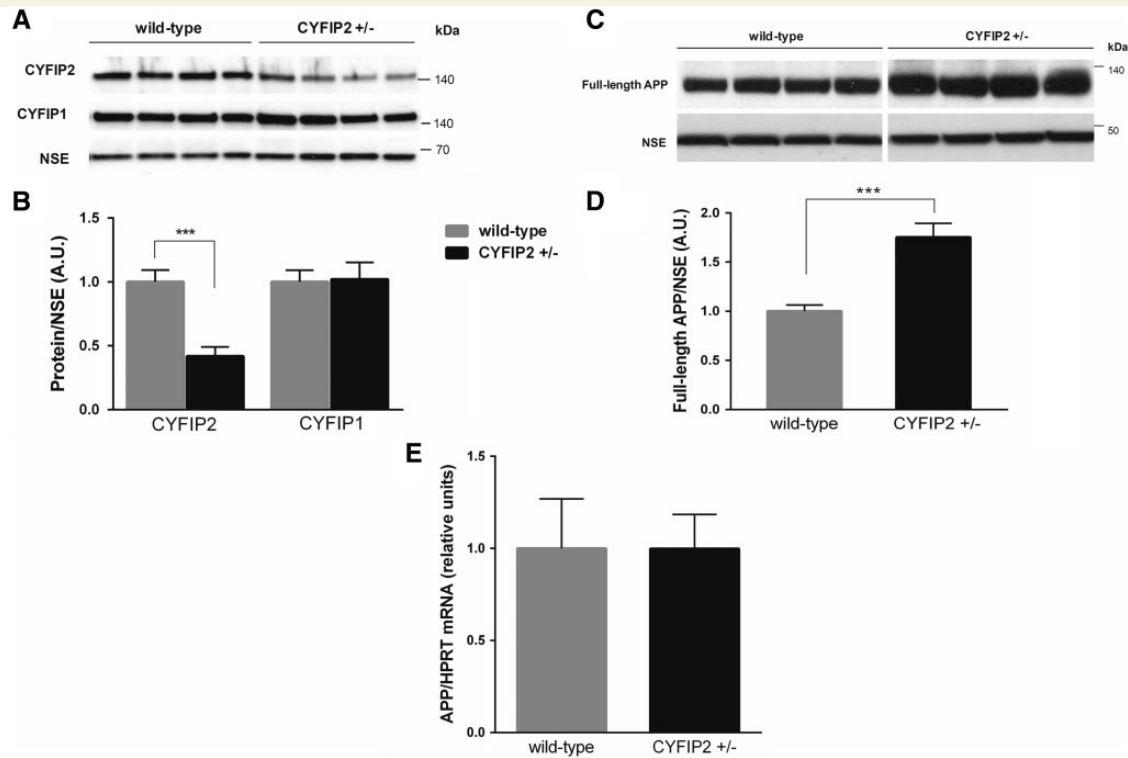 A
wild-type CYFIP2 +/- kDa
CYFIP2
140
CYFIP1
140
70
NSE
C
wild-type CYFIP2 +/-
kDa
140
Full-length APP
50
NSE
B
1.5
1.0
0.5
0.0
Protein/NSE (A.U.)
***
CYFIP2 CYFIP1
wild-type
CYFIP2 +/-
D
2.0
1.5
1.0
0.5
0.0
Full-length APP/NSE (A.U.)
***
wild-type CYFIP2 +/-
E
1.5
1.0
0.5
0.0
APP/HPRT mRNA (relative units)
wild-type CYFIP2 +/-